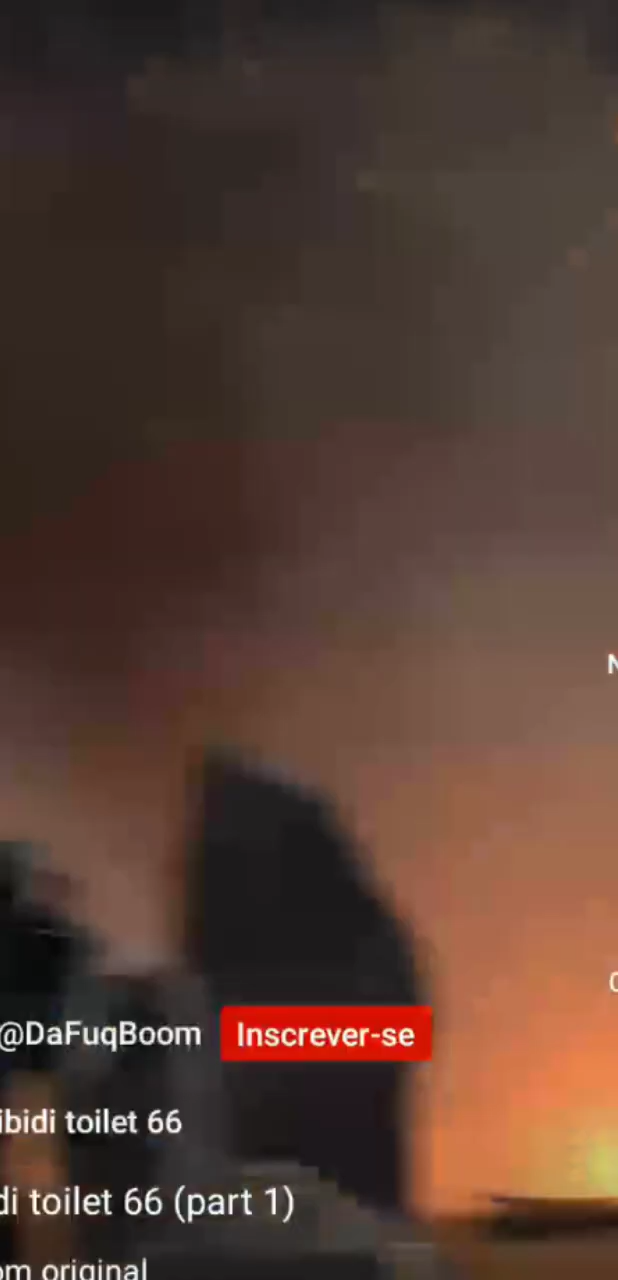 N
@DaFuqBoom Inscrever-se
ibidi toilet 66
di toilet 66 (part 1)
om original